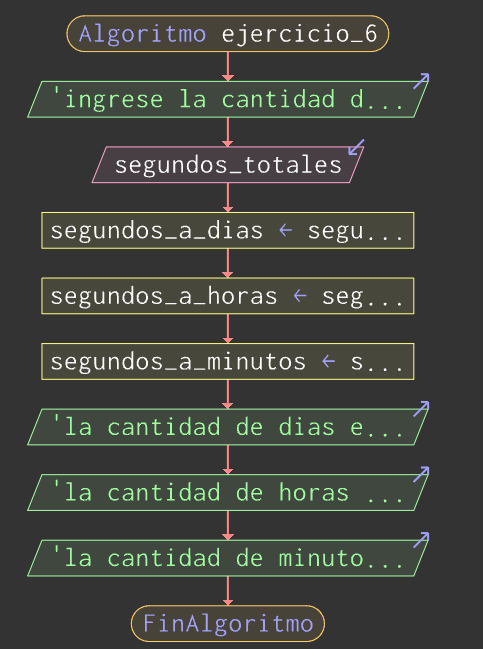 Algoritmo ejercicio_6
'ingrese la cantidad d...
segundos_totales
segundos_a_dias ← segu...
segundos_a_horas ← seg...
segundos_a_minutos ← s...
'la cantidad de dias e...
'la cantidad de horas ...
'la cantidad de minuto...
FinAlgoritmo